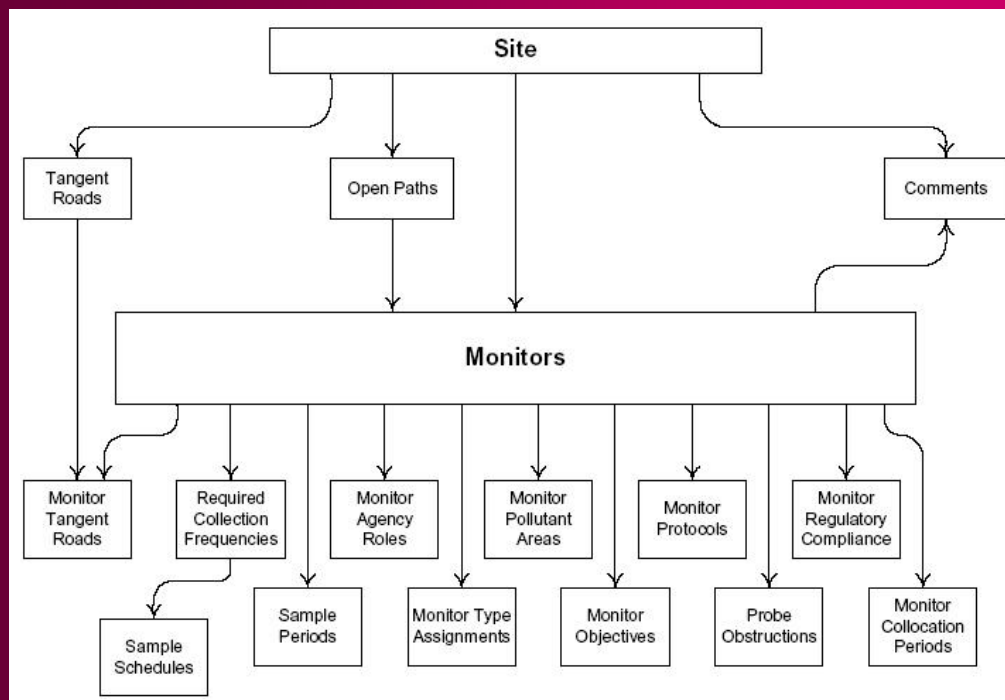 Site
Tangent
Roads
Open Paths
Comments
Monitors
Monitor
Tangent
Roads
Required
Collection
Frequencies
Monitor
Agency
Roles
Monitor
Pollutant
Areas
Monitor
Protocols
Monitor
Regulatory
Compliance
Sample
Schedules
Sample
Periods
Monitor Type
Assignments
Monitor
Objectives
Probe
Obstructions
Monitor
Collocation
Periods